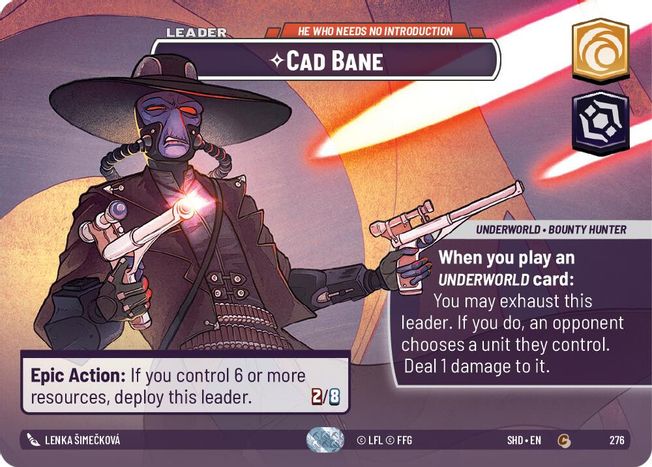 LEADER
HE WHO NEEDS NO INTRODUCTION
CAD BANE
UNDERWORLD • BOUNTY HUNTER
When you play an
UNDERWORLD card:
You may exhaust this
leader. If you do, an opponent
chooses a unit they control.
Deal 1 damage to it.
Epic Action: If you control 6 or more
resources, deploy this leader. 2/8
LENKA ŠIMEČKOVÁ
© LFL © FFG
SHD • EN
C
276